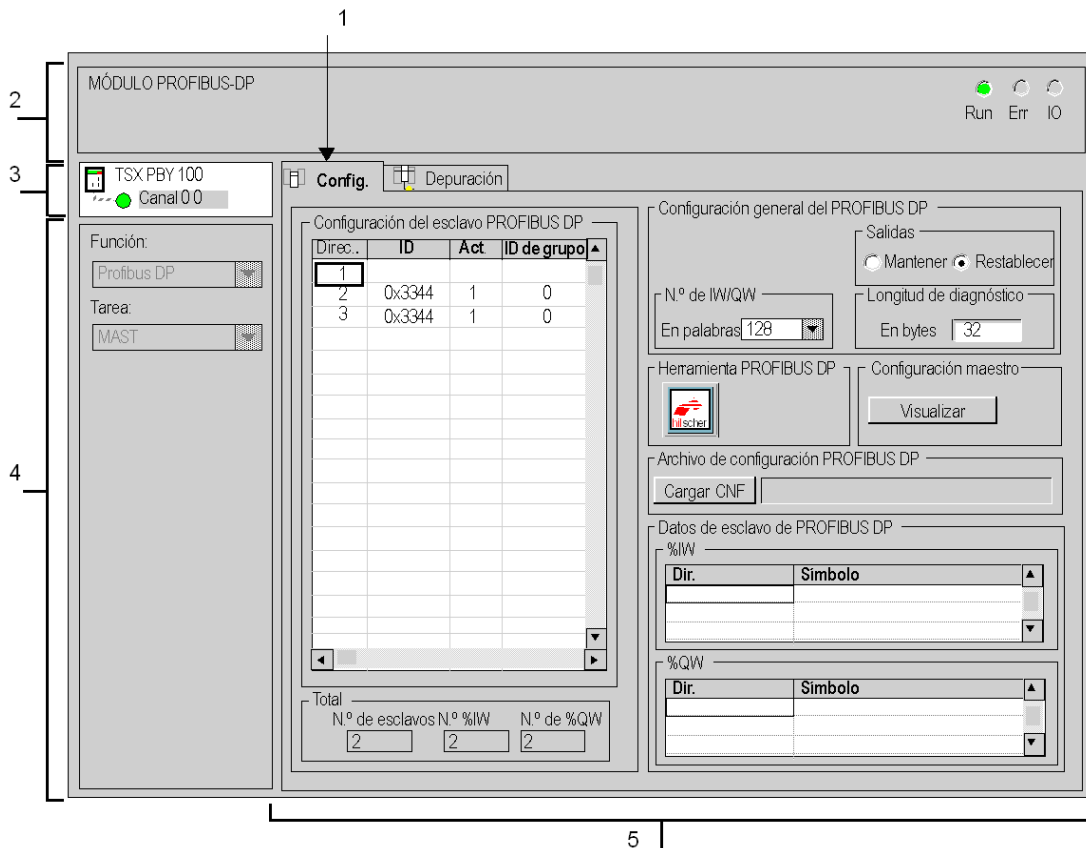 1
2
MÓDULO PROFIBUS-DP
Run Err IO
3
TSX PBY 100
Canal 0 0
Config.
Depuración
4
Función:
Profibus DP
Tarea:
MAST
Configuración del esclavo PROFIBUS DP
Direc.. ID Act. ID de grupo
1
2 0x3344 1 0
3 0x3344 1 0
Total
N.º de esclavos N.º %IW N.º de %QW
2 2 2
Configuración general del PROFIBUS DP
Salidas
Mantener Restablecer
N.º de IW/QW
En palabras 128
Longitud de diagnóstico
En bytes 32
Herramienta PROFIBUS DP
hilscher
Configuración maestro
Visualizar
Archivo de configuración PROFIBUS DP
Cargar CNF
Datos de esclavo de PROFIBUS DP
%IW
Dir. Símbolo
%QW
Dir. Símbolo
5